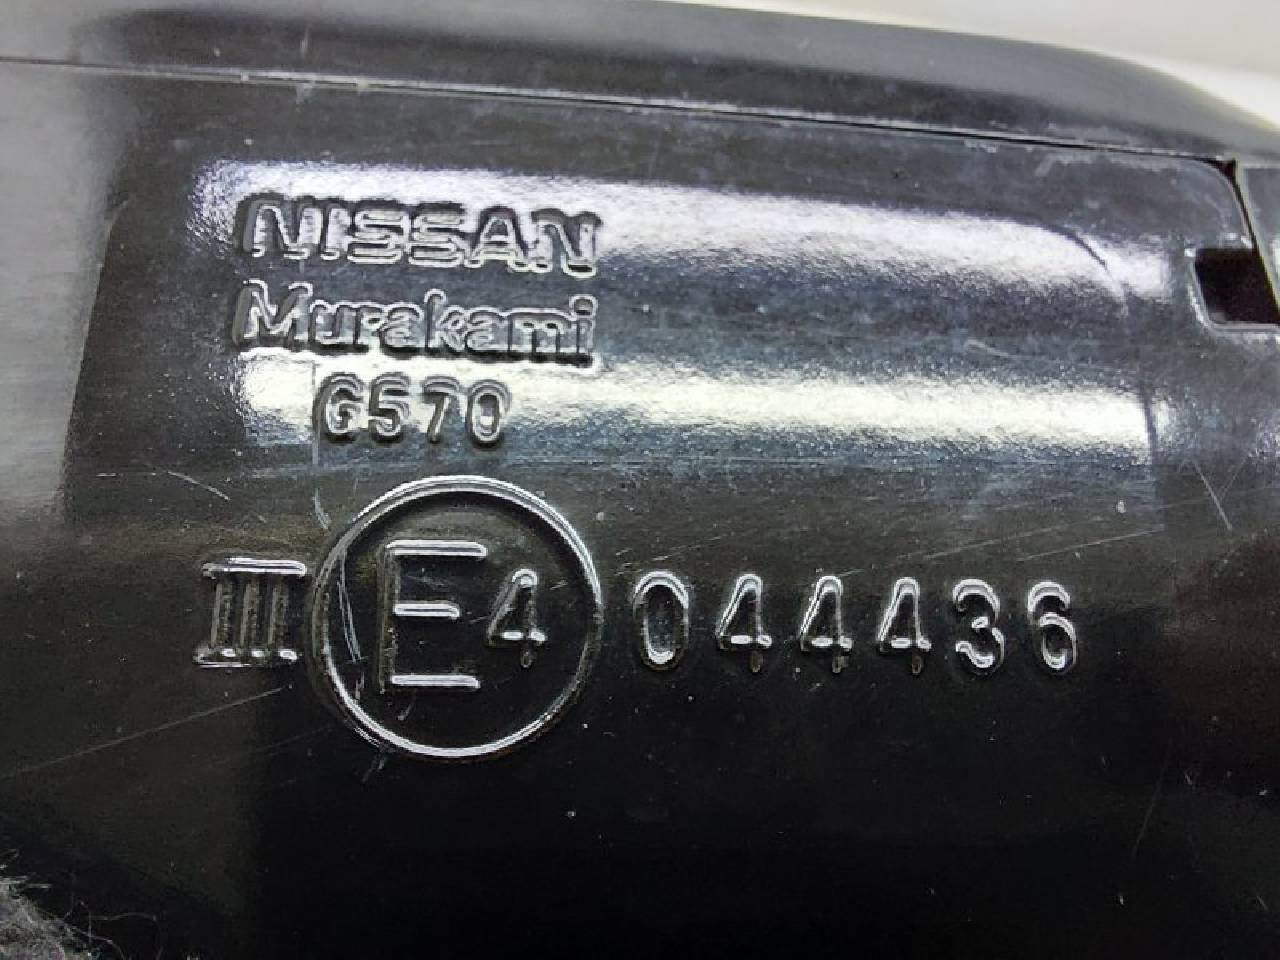 NISSAN
Murakami
G570
III E4 044436